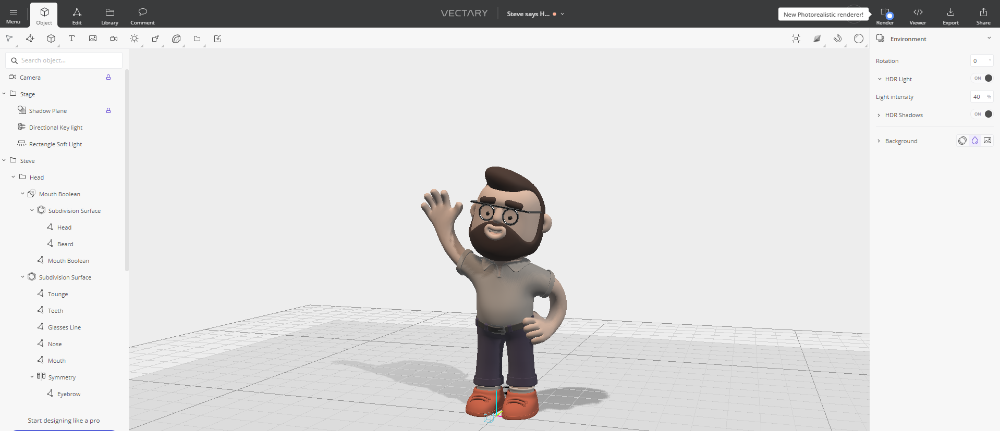 Menu
Object
Edit
Library
Comment
VECTARY
Steve says H...
New Photorealistic renderer!
Render
Viewer
Export
Share
T
Search object...
Camera
Stage
Shadow Plane
Directional Key light
Rectangle Soft Light
Steve
Head
Mouth Boolean
Subdivision Surface
Head
Beard
Mouth Boolean
Subdivision Surface
Tounge
Teeth
Glasses Line
Nose
Mouth
Symmetry
Eyebrow
Start designing like a pro
Environment
Rotation 0 °
HDR Light ON
Light intensity 40 %
HDR Shadows ON
Background